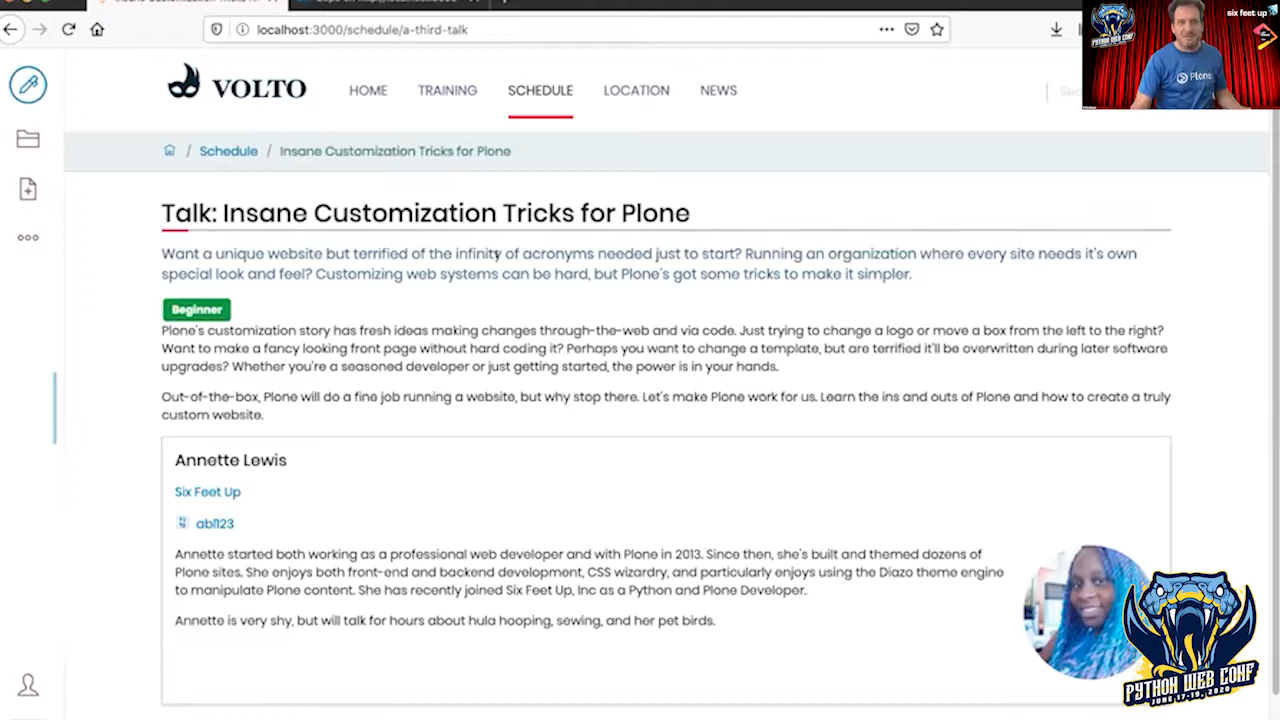 localhost:3000/schedule/a-third-talk
six feet up
Plone
VOLTO
HOME
TRAINING
SCHEDULE
LOCATION
NEWS
/ Schedule / Insane Customization Tricks for Plone
Talk: Insane Customization Tricks for Plone
Want a unique website but terrified of the infinity of acronyms needed just to start? Running an organization where every site needs it's own
special look and feel? Customizing web systems can be hard, but Plone's got some tricks to make it simpler.
Beginner
Plone's customization story has fresh ideas making changes through-the-web and via code. Just trying to change a logo or move a box from the left to the right?
Want to make a fancy looking front page without hard coding it? Perhaps you want to change a template, but are terrified it'll be overwritten during later software
upgrades? Whether you're a seasoned developer or just getting started, the power is in your hands.
Out-of-the-box, Plone will do a fine job running a website, but why stop there. Let's make Plone work for us. Learn the ins and outs of Plone and how to create a truly
custom website.
Annette Lewis
Six Feet Up
abl123
Annette started both working as a professional web developer and with Plone in 2013. Since then, she's built and themed dozens of
Plone sites. She enjoys both front-end and backend development, CSS wizardry, and particularly enjoys using the Diazo theme engine
to manipulate Plone content. She has recently joined Six Feet Up, Inc as a Python and Plone Developer.
Annette is very shy, but will talk for hours about hula hooping, sewing, and her pet birds.
PYTHON WEB CONF
JUNE 17-19, 2020